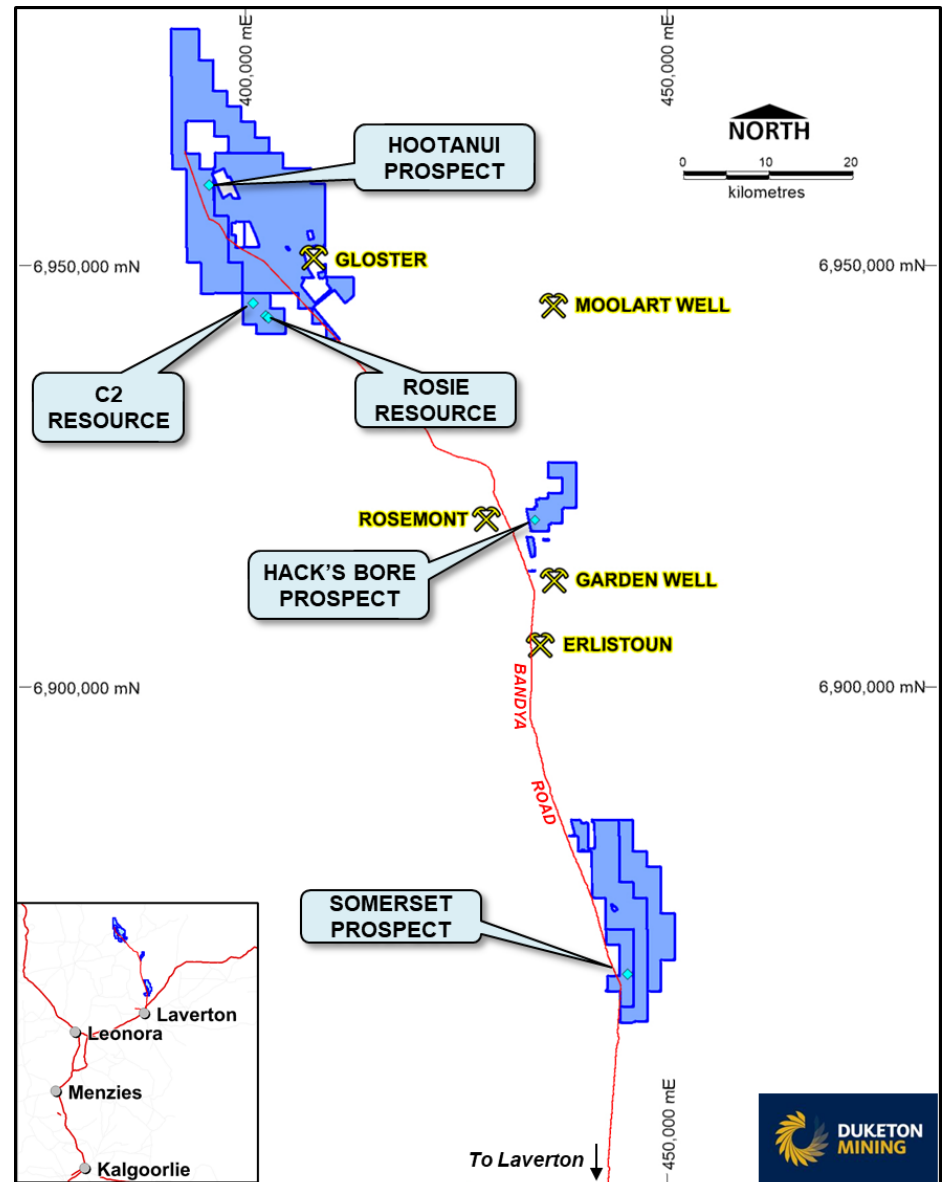 400,000 mE
450,000 mE
NORTH
0 10 20
kilometres
HOOTANUI
PROSPECT
6,950,000 mN
GLOSTER
6,950,000 mN
MOOLART WELL
C2
RESOURCE
ROSIE
RESOURCE
ROSEMONT
HACK'S BORE
PROSPECT
GARDEN WELL
ERLISTOUN
6,900,000 mN
BANDYA
6,900,000 mN
ROAD
SOMERSET
PROSPECT
Laverton
Leonora
Menzies
Kalgoorlie
To Laverton
450,000 mE
DUKETON
MINING